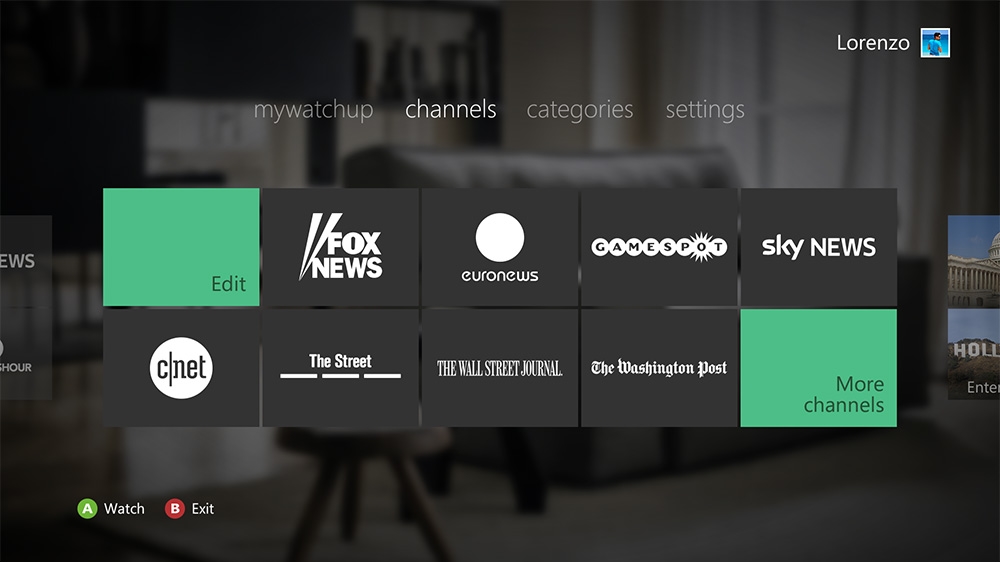 Lorenzo
mywatchup channels categories settings
EWS
Edit
FOX
NEWS
euronews
GAMESPOT
sky NEWS
SHOUR
c|net
The Street
THE WALL STREET JOURNAL.
The Washington Post
More
channels
HOLL
Enter
A Watch B Exit